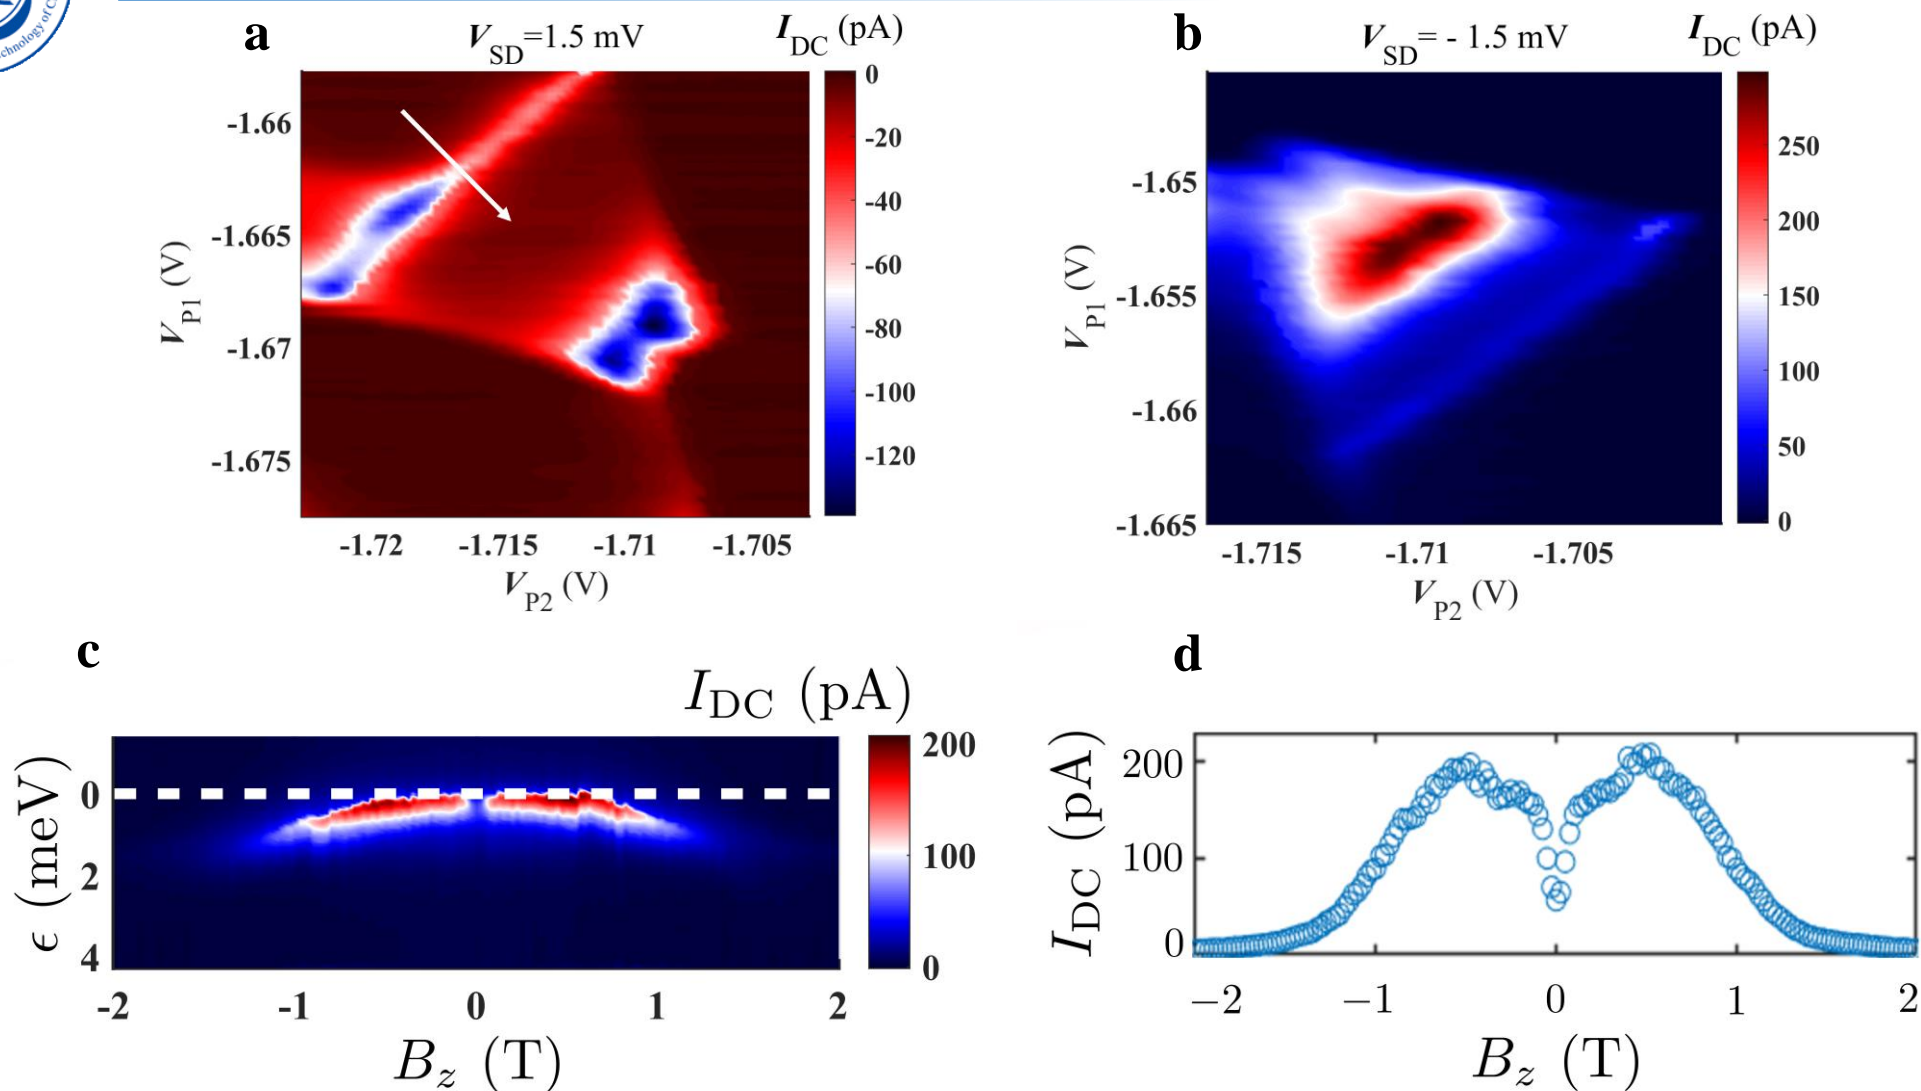 echnology of C
a
V_SD=1.5 mV
I_DC (pA)
0
-20
-40
-60
-80
-100
-120
-1.66
-1.665
-1.67
-1.675
V_P1 (V)
-1.72 -1.715 -1.71 -1.705
V_P2 (V)
b
V_SD= - 1.5 mV
I_DC (pA)
250
200
150
100
50
0
-1.65
-1.655
-1.66
-1.665
V_P1 (V)
-1.715 -1.71 -1.705
V_P2 (V)
c
I_DC (pA)
200
100
0
ϵ (meV)
0
2
4
-2 -1 0 1 2
B_z (T)
d
I_DC (pA)
200
100
0
−2 −1 0 1 2
B_z (T)